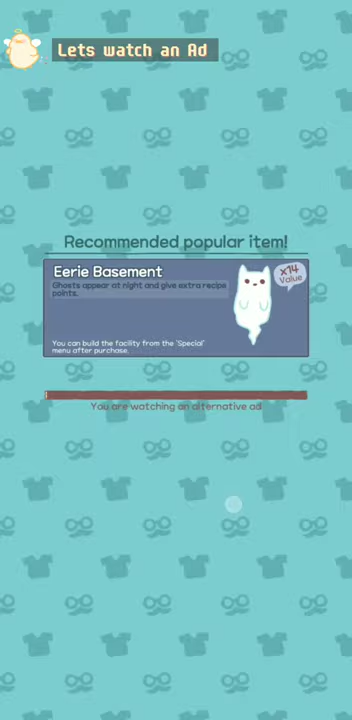 Lets watch an Ad
Recommended popular item!
Eerie Basement
x14
Value
Ghosts appear at night and give extra recipe
points.
You can build the facility from the 'Special'
menu after purchase.
You are watching an alternative ad